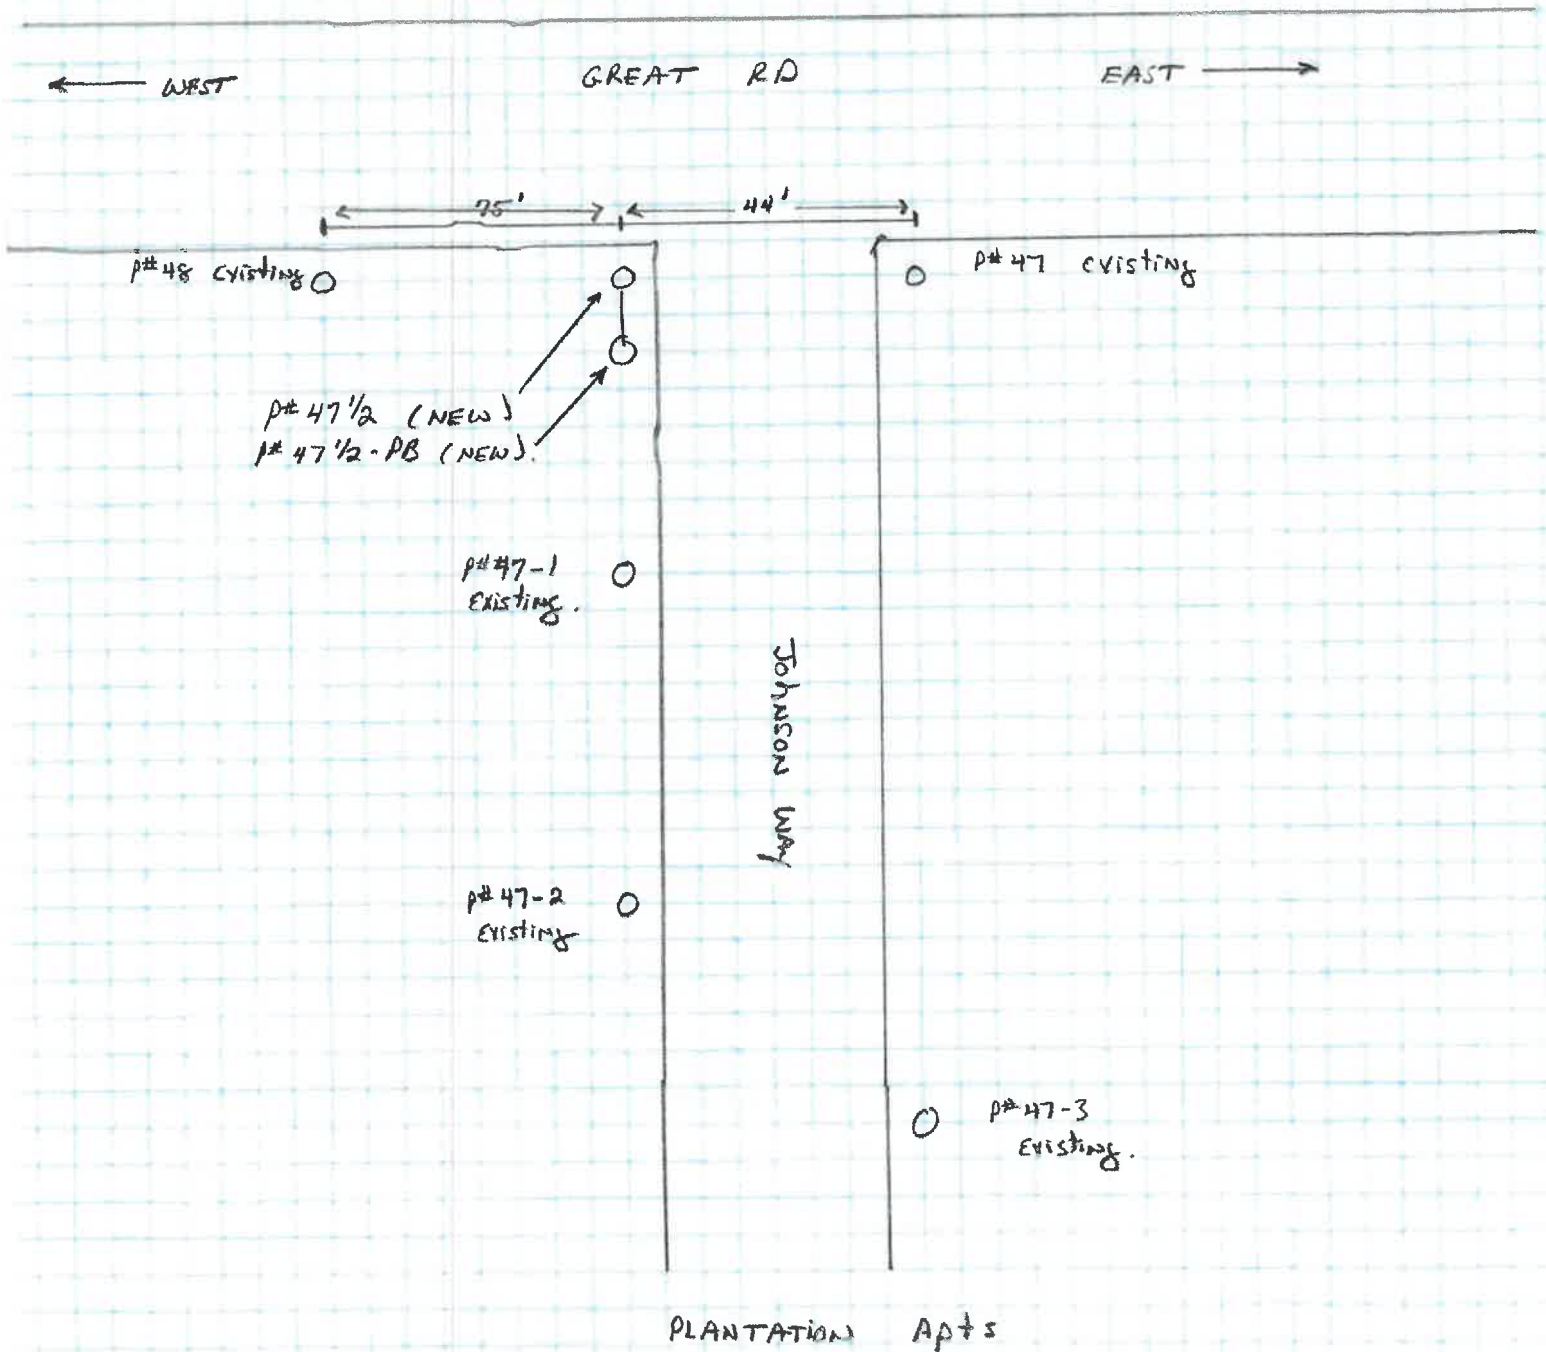 WEST
GREAT RD
EAST
75'
44'
P# 48 existing
P# 47 existing
P# 47 1/2 (NEW)
P# 47 1/2 - PB (NEW).
P# 47-1
Existing.
JOHNSON WAY
P# 47-2
Existing
P# 47-3
Existing.
PLANTATION Apts